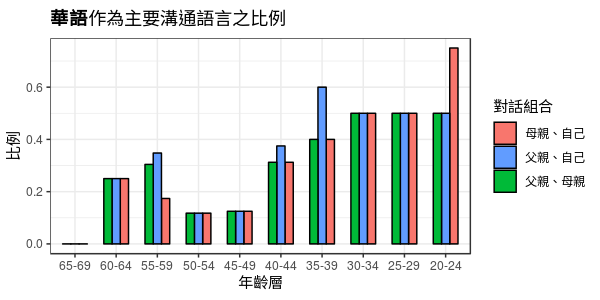 華語作為主要溝通語言之比例
比例
0.6
0.4
0.2
0.0
65-69 60-64 55-59 50-54 45-49 40-44 35-39 30-34 25-29 20-24
年齡層
對話組合
母親、自己
父親、自己
父親、母親